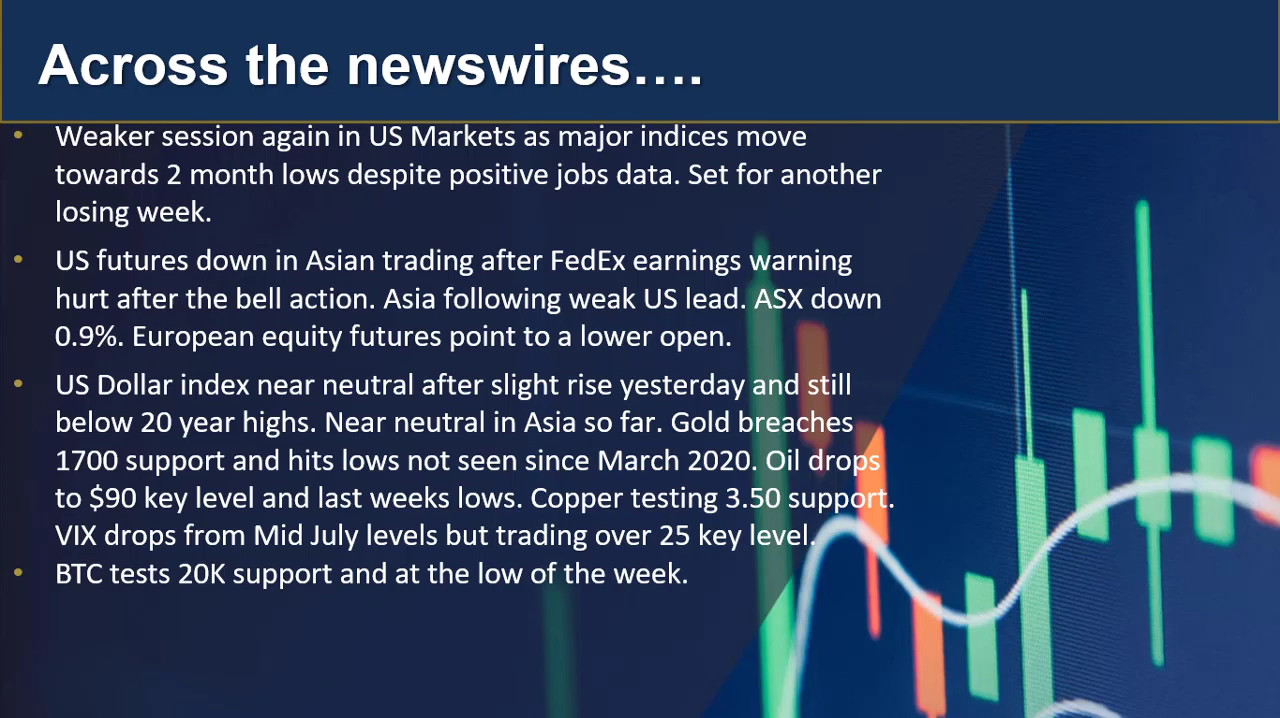 Across the newswires….
• Weaker session again in US Markets as major indices move
towards 2 month lows despite positive jobs data. Set for another
losing week.
• US futures down in Asian trading after FedEx earnings warning
hurt after the bell action. Asia following weak US lead. ASX down
0.9%. European equity futures point to a lower open.
• US Dollar index near neutral after slight rise yesterday and still
below 20 year highs. Near neutral in Asia so far. Gold breaches
1700 support and hits lows not seen since March 2020. Oil drops
to $90 key level and last weeks lows. Copper testing 3.50 support.
VIX drops from Mid July levels but trading over 25 key level.
• BTC tests 20K support and at the low of the week.